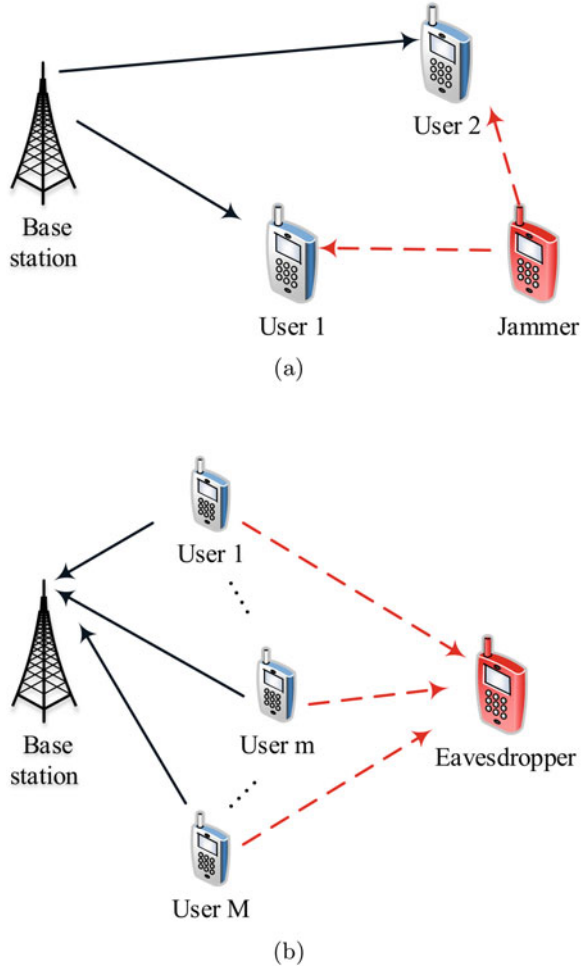 User 2
Base
station
User 1
Jammer
(a)
User 1
User m
Base
station
Eavesdropper
User M
(b)